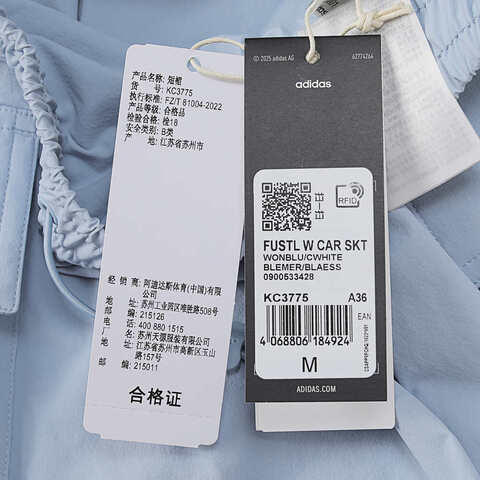 产品名称: 短裙
货 号: KC3775
执行标准: FZ/T 81004-2022
产品等级: 合格品
检验合格: 检18
安全类别: B类
产 地: 江苏省苏州市
经 销 商: 阿迪达斯体育(中国)有限
公司
地 址: 苏州工业园区唯胜路508号
邮 编: 215126
电 话: 400 880 1515
厂 名: 苏州天源服装有限公司
厂 址: 江苏省苏州市高新区玉山
路157号
邮 编: 215011
合格证
© 2025 adidas AG
62774264
adidas
RFID
FUSTL W CAR SKT
WONBLU/CWHITE
BLEMER/BLAESS
0900533428
KC3775 A36
EAN
4 068806 184924
M
ADIDAS.COM